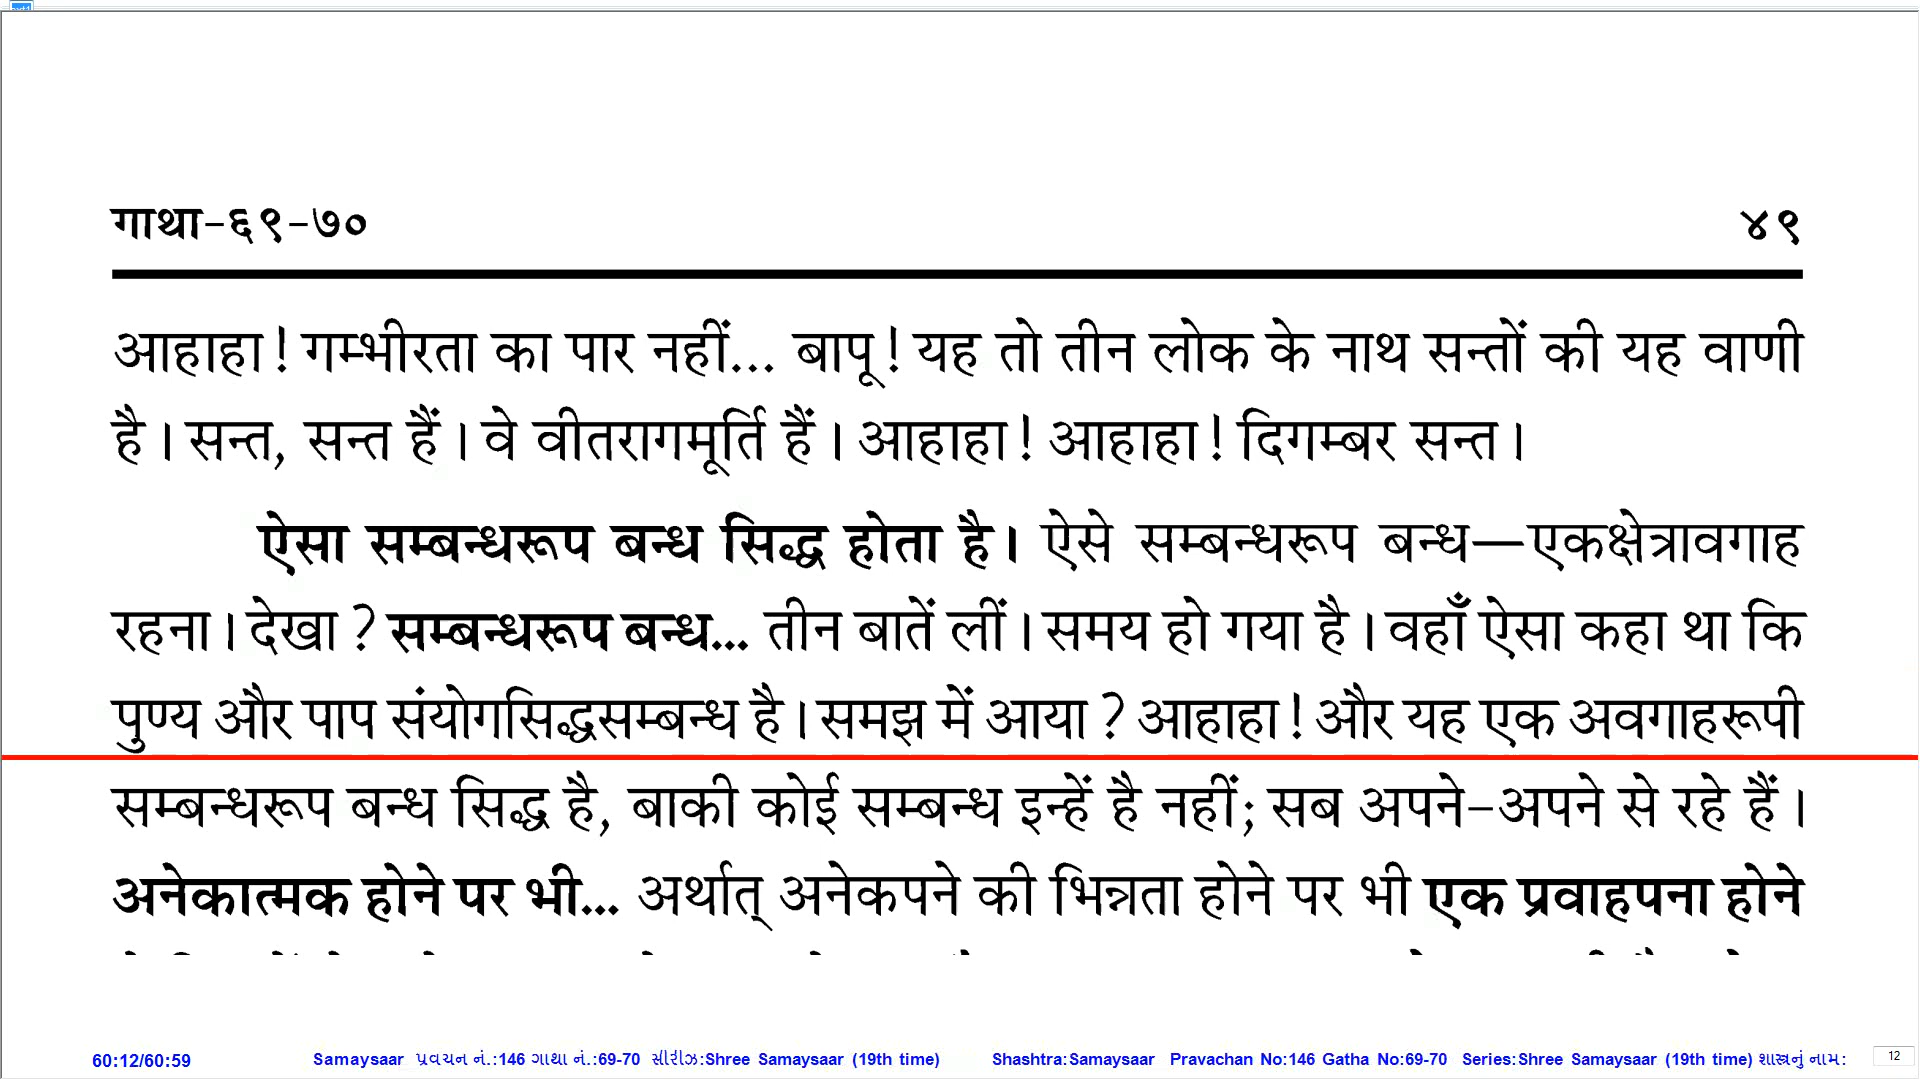 गाथा-६९-७० ४९
आहाहा! गम्भीरता का पार नहीं... बापू! यह तो तीन लोक के नाथ सन्तों की यह वाणी
है। सन्त, सन्त हैं। वे वीतरागमूर्ति हैं। आहाहा! आहाहा! दिगम्बर सन्त।
ऐसा सम्बन्धरूप बन्ध सिद्ध होता है। ऐसे सम्बन्धरूप बन्ध—एकक्षेत्रावगाह
रहना। देखा? सम्बन्धरूप बन्ध... तीन बातें लीं। समय हो गया है। वहाँ ऐसा कहा था कि
पुण्य और पाप संयोगसिद्धसम्बन्ध है। समझ में आया? आहाहा! और यह एक अवगाहरूपी
सम्बन्धरूप बन्ध सिद्ध है, बाकी कोई सम्बन्ध इन्हें है नहीं; सब अपने-अपने से रहे हैं।
अनेकात्मक होने पर भी... अर्थात् अनेकपने की भिन्नता होने पर भी एक प्रवाहपना होने
60:12/60:59 Samaysaar પ્રવચન નં.:146 ગાથા નં.:69-70 સીરીઝ:Shree Samaysaar (19th time) Shashtra:Samaysaar Pravachan No:146 Gatha No:69-70 Series:Shree Samaysaar (19th time) શાસ્ત્રનું નામ: 12